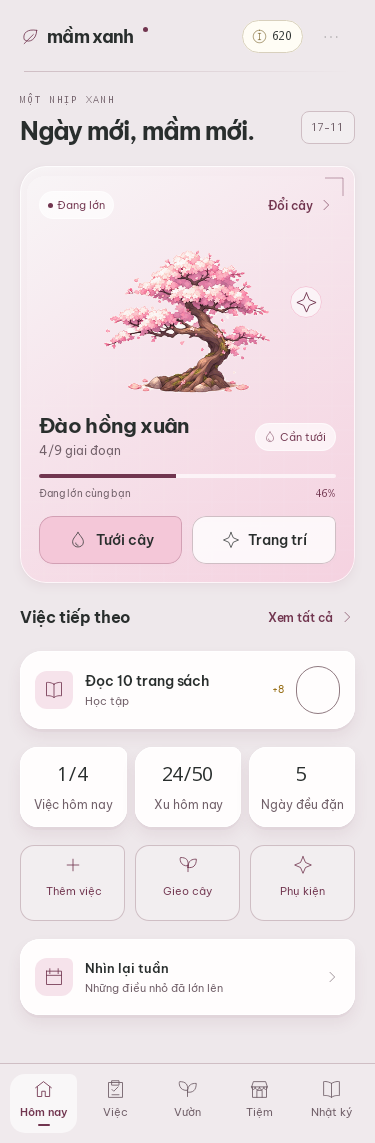 mầm xanh
620
...
MỘT NHỊP XANH
Ngày mới, mầm mới.
17–11
Đang lớn
Đổi cây
Đào hồng xuân
4/9 giai đoạn
Cần tưới
Đang lớn cùng bạn
46%
Tưới cây
Trang trí
Việc tiếp theo
Xem tất cả
Đọc 10 trang sách
Học tập
+8
1/4
Việc hôm nay
24/50
Xu hôm nay
5
Ngày đều đặn
Thêm việc
Gieo cây
Phụ kiện
Nhìn lại tuần
Những điều nhỏ đã lớn lên
Hôm nay
Việc
Vườn
Tiệm
Nhật ký